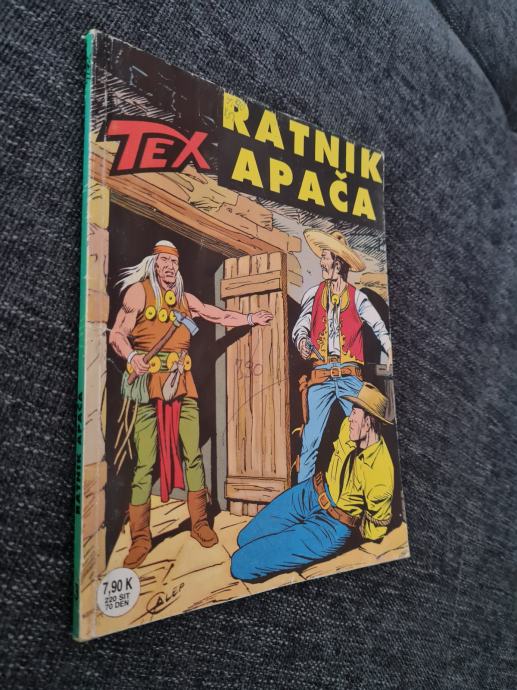 RATNIK
TEX
APAČA
RATNIK APAČA
7,90 K
220 SIT
70 DEN